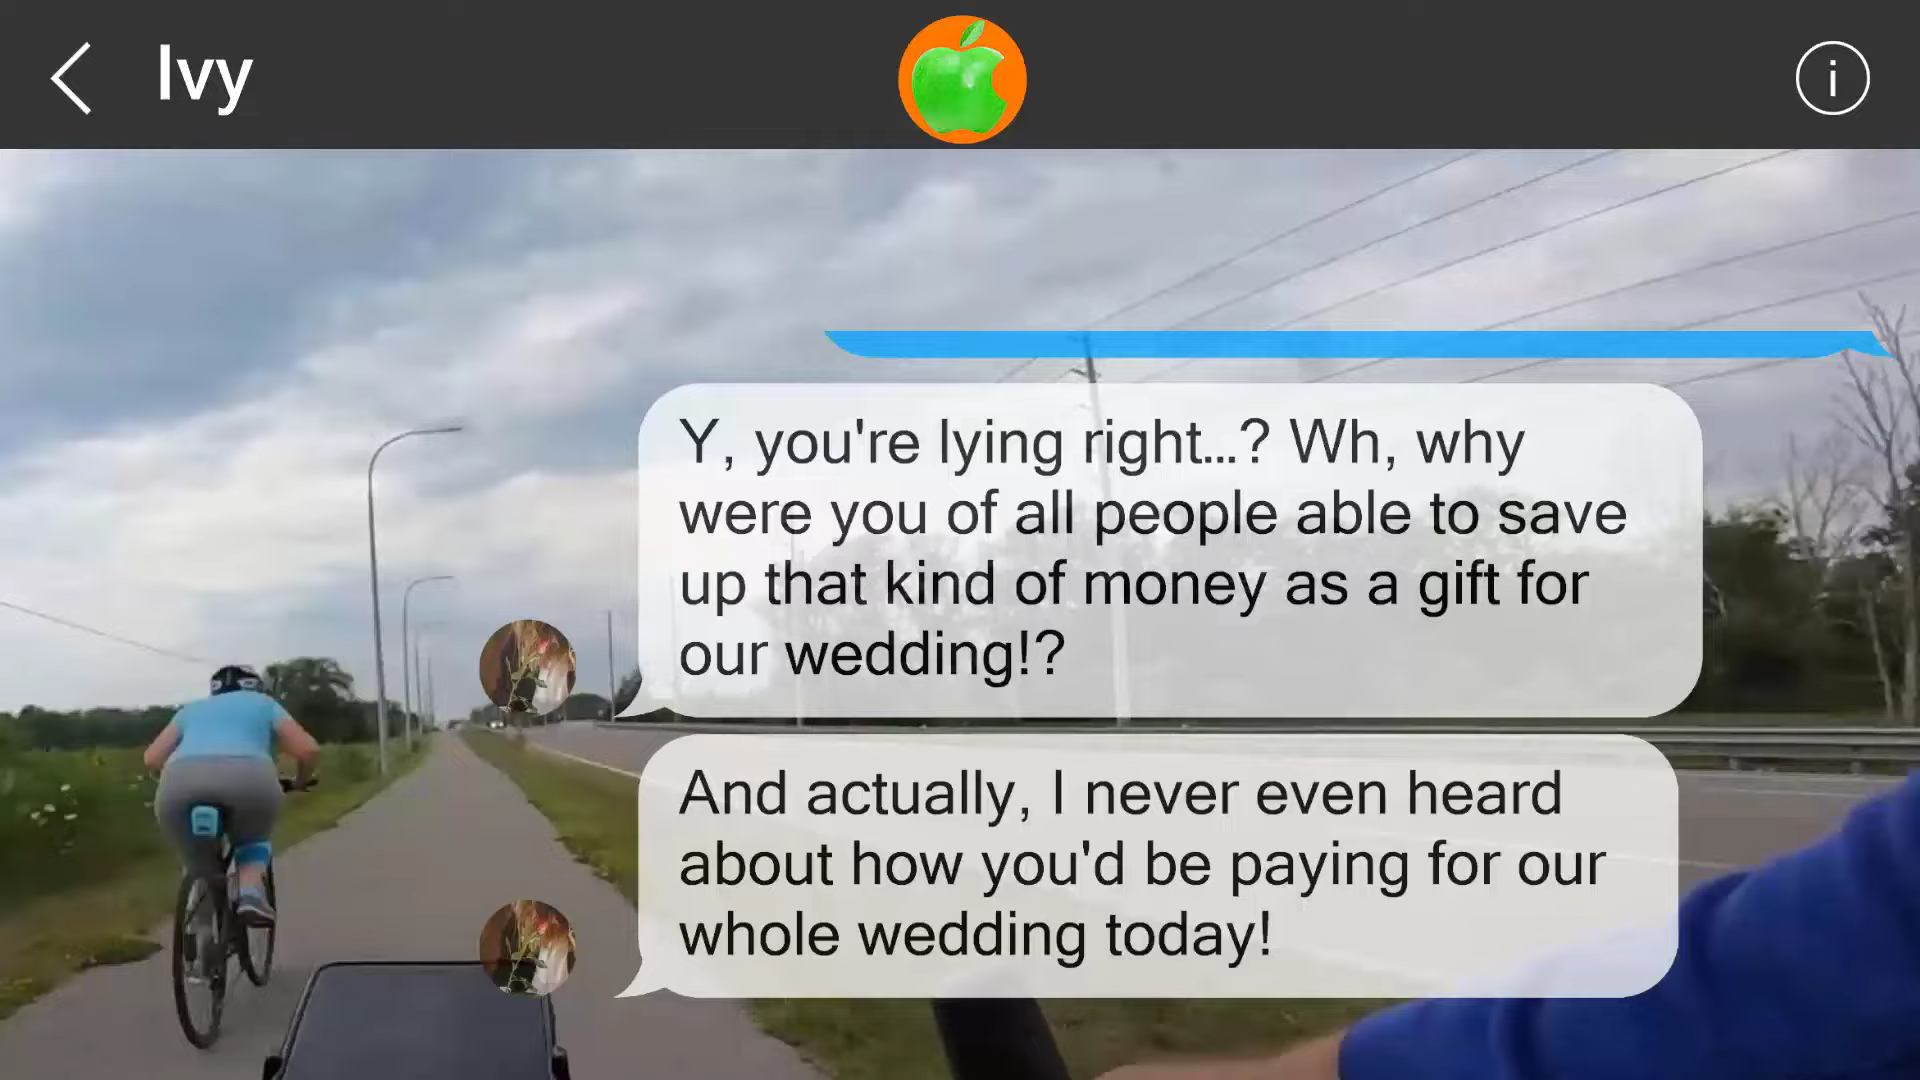 Ivy
i
Y, you're lying right...? Wh, why
were you of all people able to save
up that kind of money as a gift for
our wedding!?
And actually, I never even heard
about how you'd be paying for our
whole wedding today!